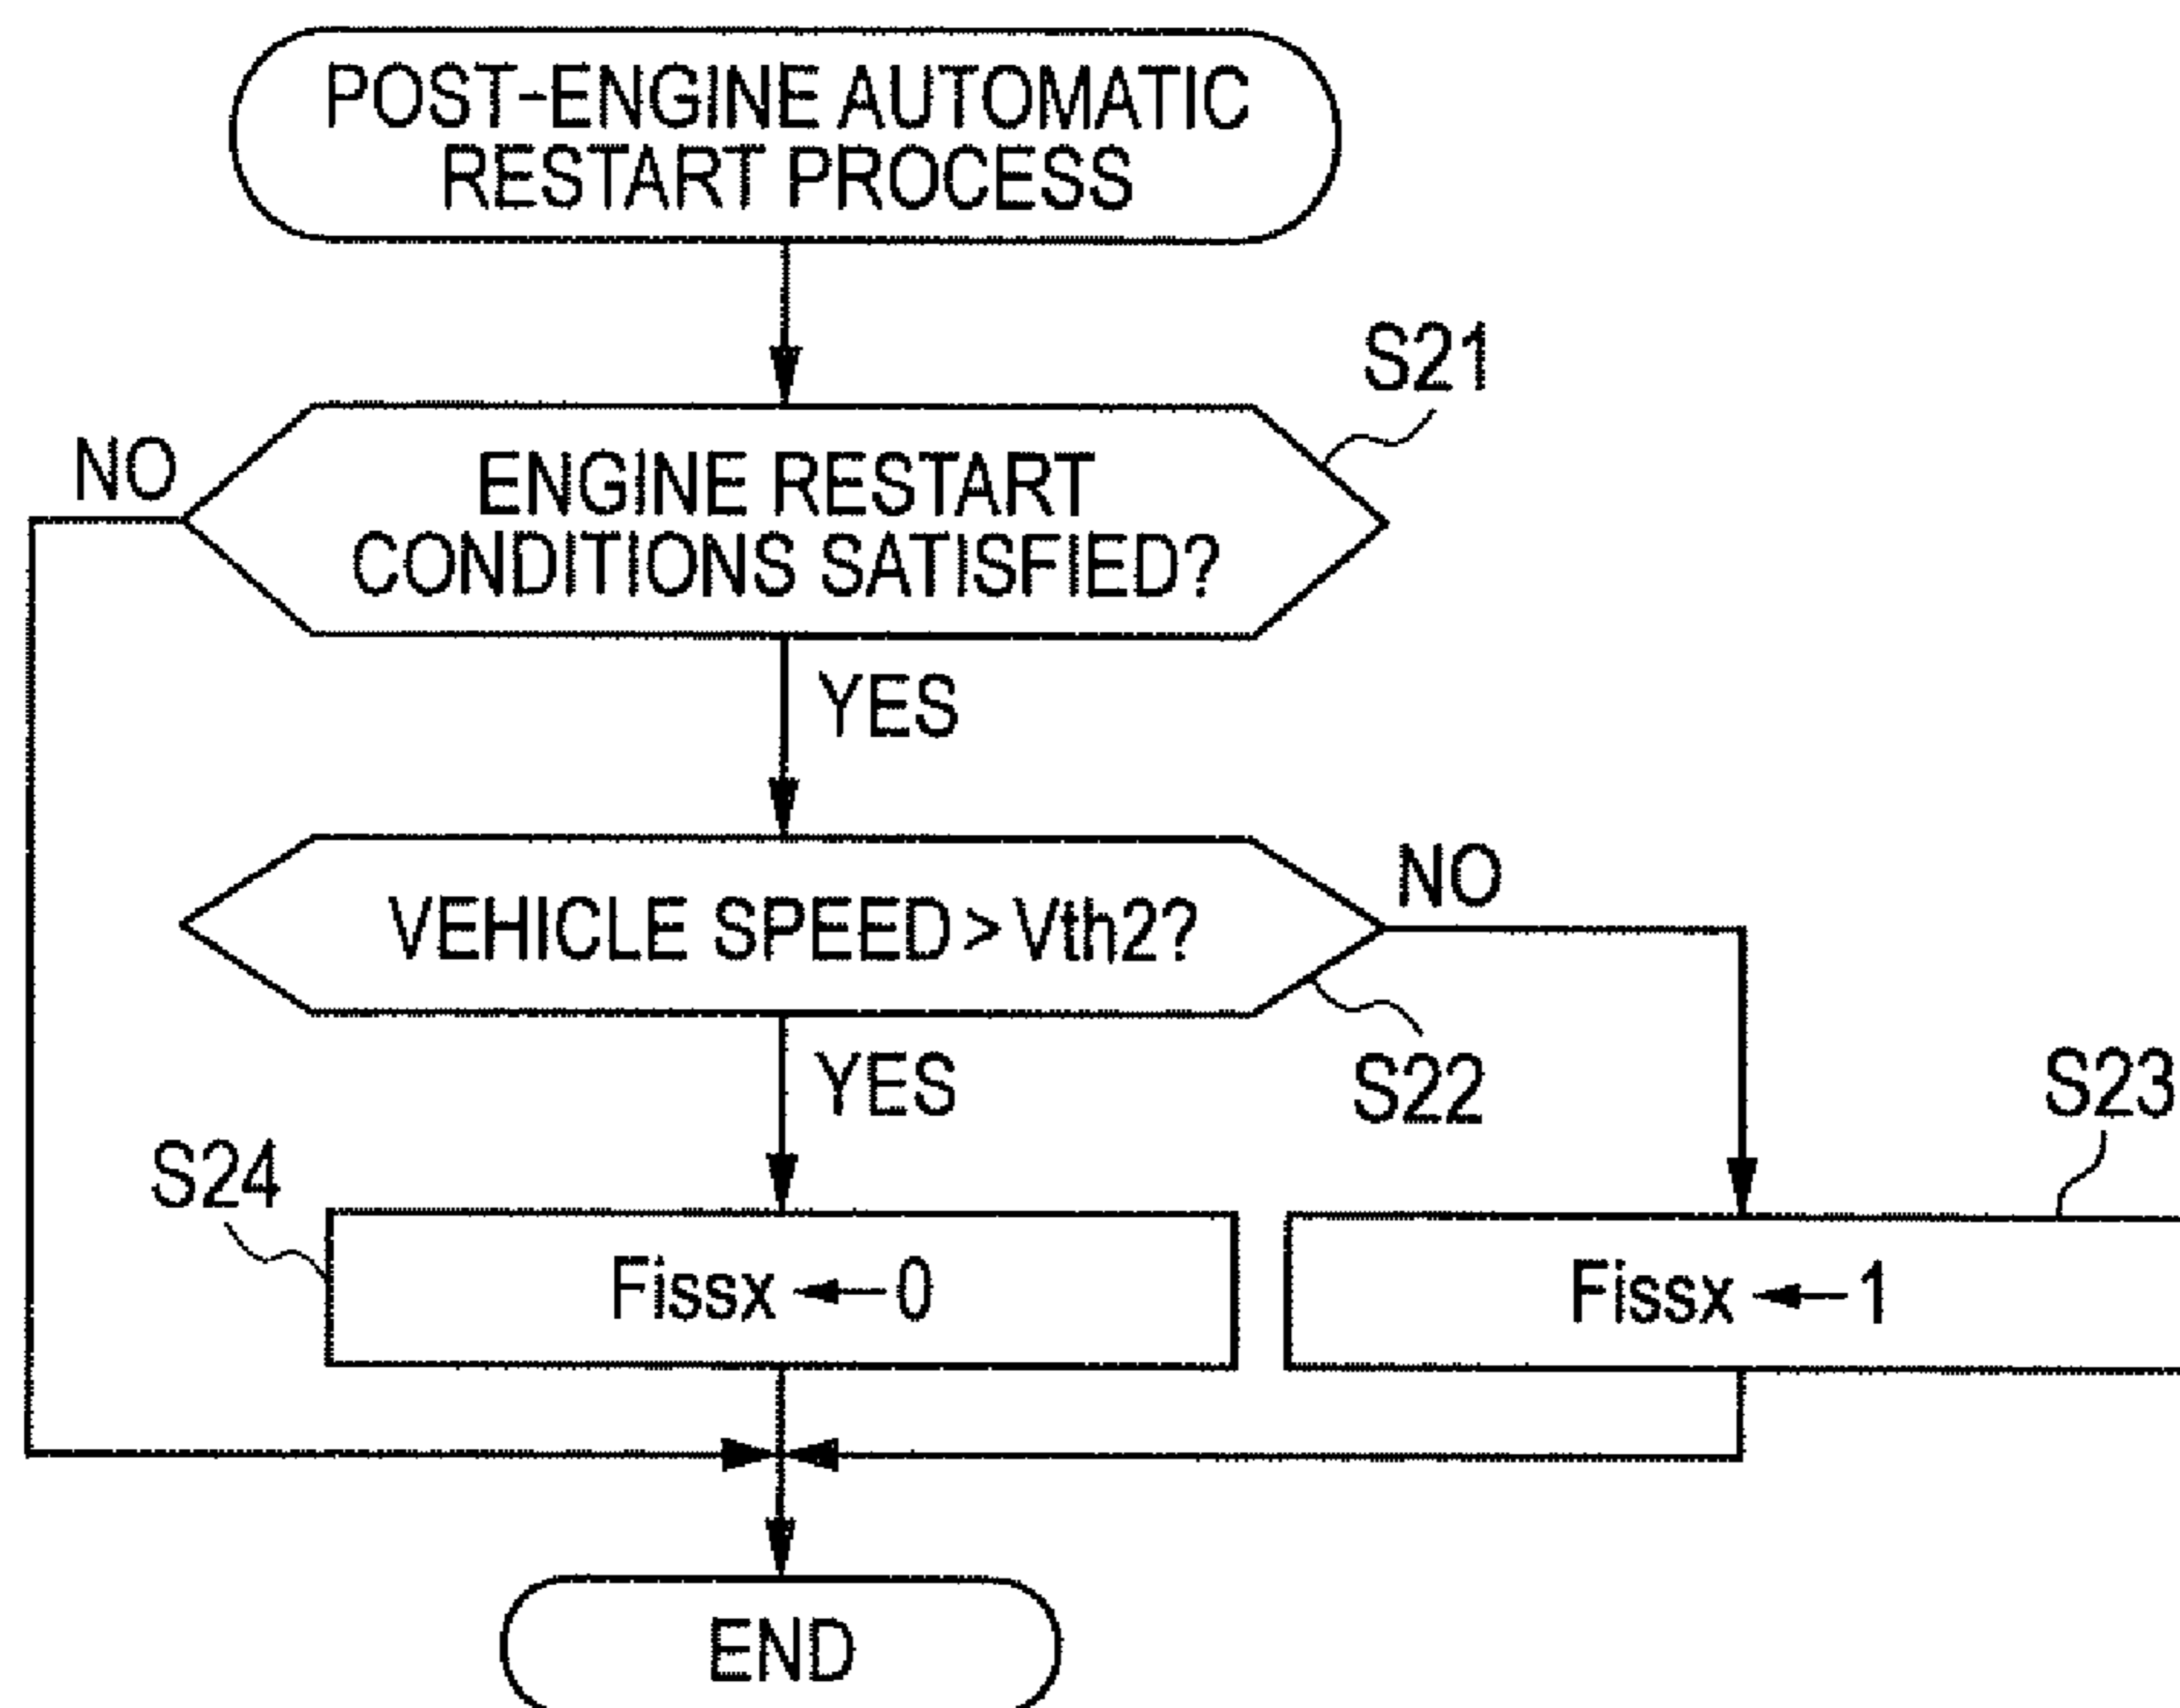 POST-ENGINE AUTOMATIC
RESTART PROCESS
S21
NO
ENGINE RESTART
CONDITIONS SATISFIED?
YES
VEHICLE SPEED > Vth2?
NO
S22
YES
S23
S24
Fissx ← 0
Fissx ← 1
END